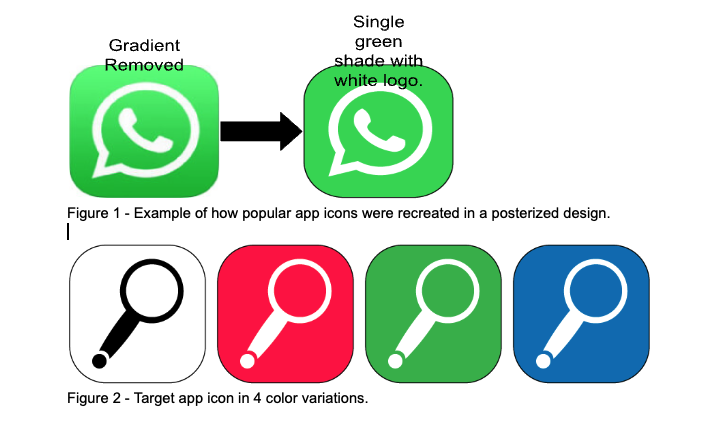 Gradient
Removed
Single
green
shade with
white logo.
Figure 1 - Example of how popular app icons were recreated in a posterized design.
Figure 2 - Target app icon in 4 color variations.